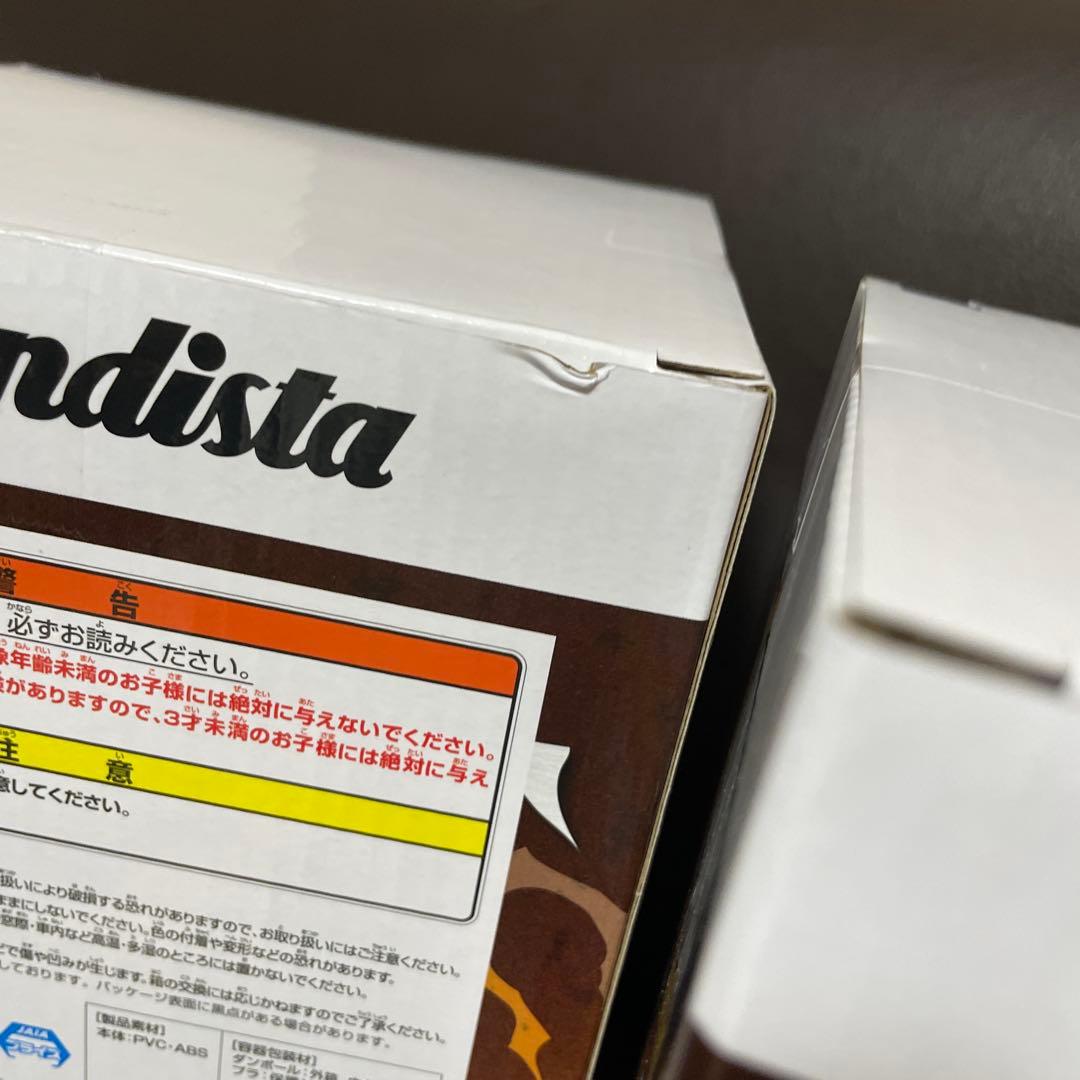 ndista
警告
必ずお読みください。
年齢未満のお子様には絶対に与えないでください。
がありますので、3才未満のお子様には絶対に与え
注意
意してください。
扱いにより破損する恐れがありますので、お取り扱いにはご注意ください。
ままにしないでください。色の付着や変形などの恐れがあります。
窓際・車内など高温・多湿のところには置かないでください。
どで傷や凹みが生じます。箱の交換には応じかねますのでご了承ください。
しております。パッケージ表面に黒点がある場合があります。
JAIA
プライズ
[製品素材]
本体:PVC・ABS
[容器包装材]
ダンボール:外箱
プラ:保護